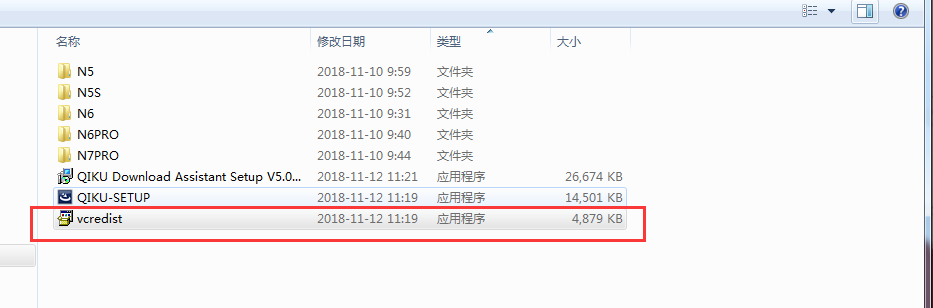 名称 修改日期 类型 大小
N5 2018-11-10 9:59 文件夹
N5S 2018-11-10 9:52 文件夹
N6 2018-11-10 9:31 文件夹
N6PRO 2018-11-10 9:40 文件夹
N7PRO 2018-11-10 9:44 文件夹
QIKU Download Assistant Setup V5.0... 2018-11-12 11:21 应用程序 26,674 KB
QIKU-SETUP 2018-11-12 11:19 应用程序 14,501 KB
vcredist 2018-11-12 11:19 应用程序 4,879 KB